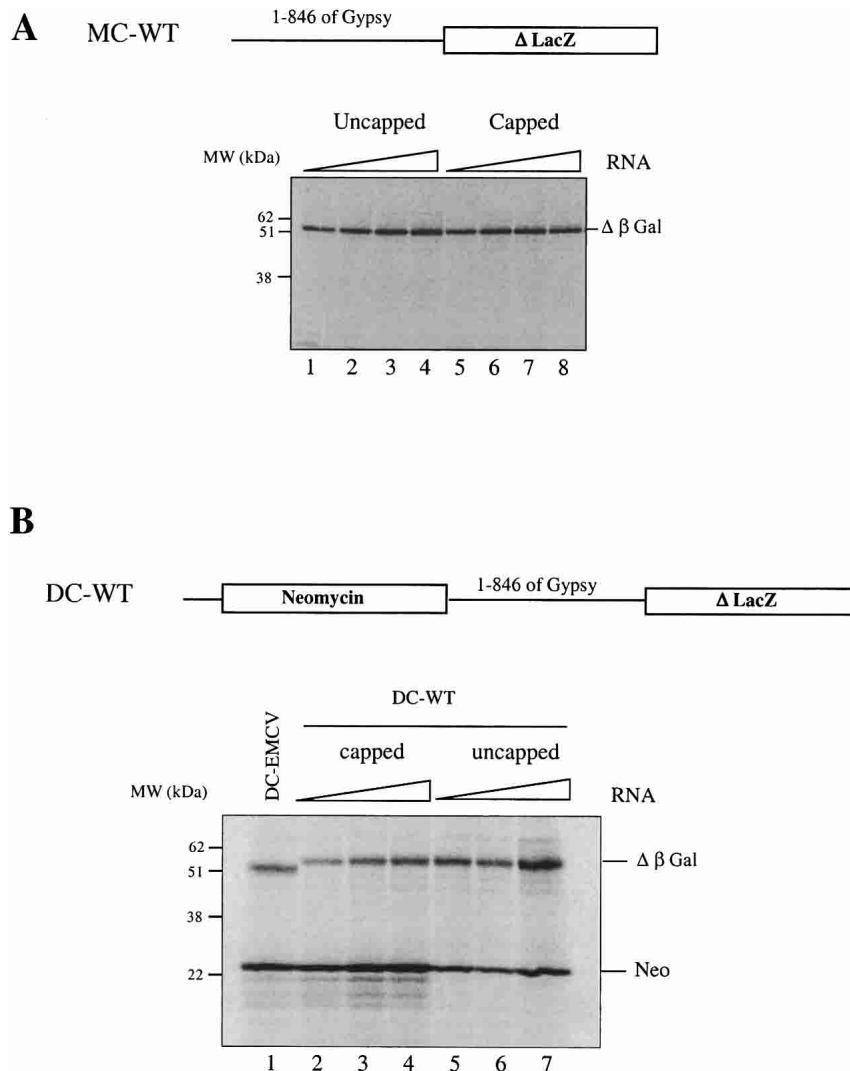 A
MC-WT
1-846 of Gypsy
Δ LacZ
Uncapped Capped
MW (kDa) RNA
62
51
Δ β Gal
38
1 2 3 4 5 6 7 8
B
DC-WT
Neomycin
1-846 of Gypsy
Δ LacZ
DC-WT
DC-EMCV
capped uncapped
MW (kDa) RNA
62
Δ β Gal
51
38
22
Neo
1 2 3 4 5 6 7